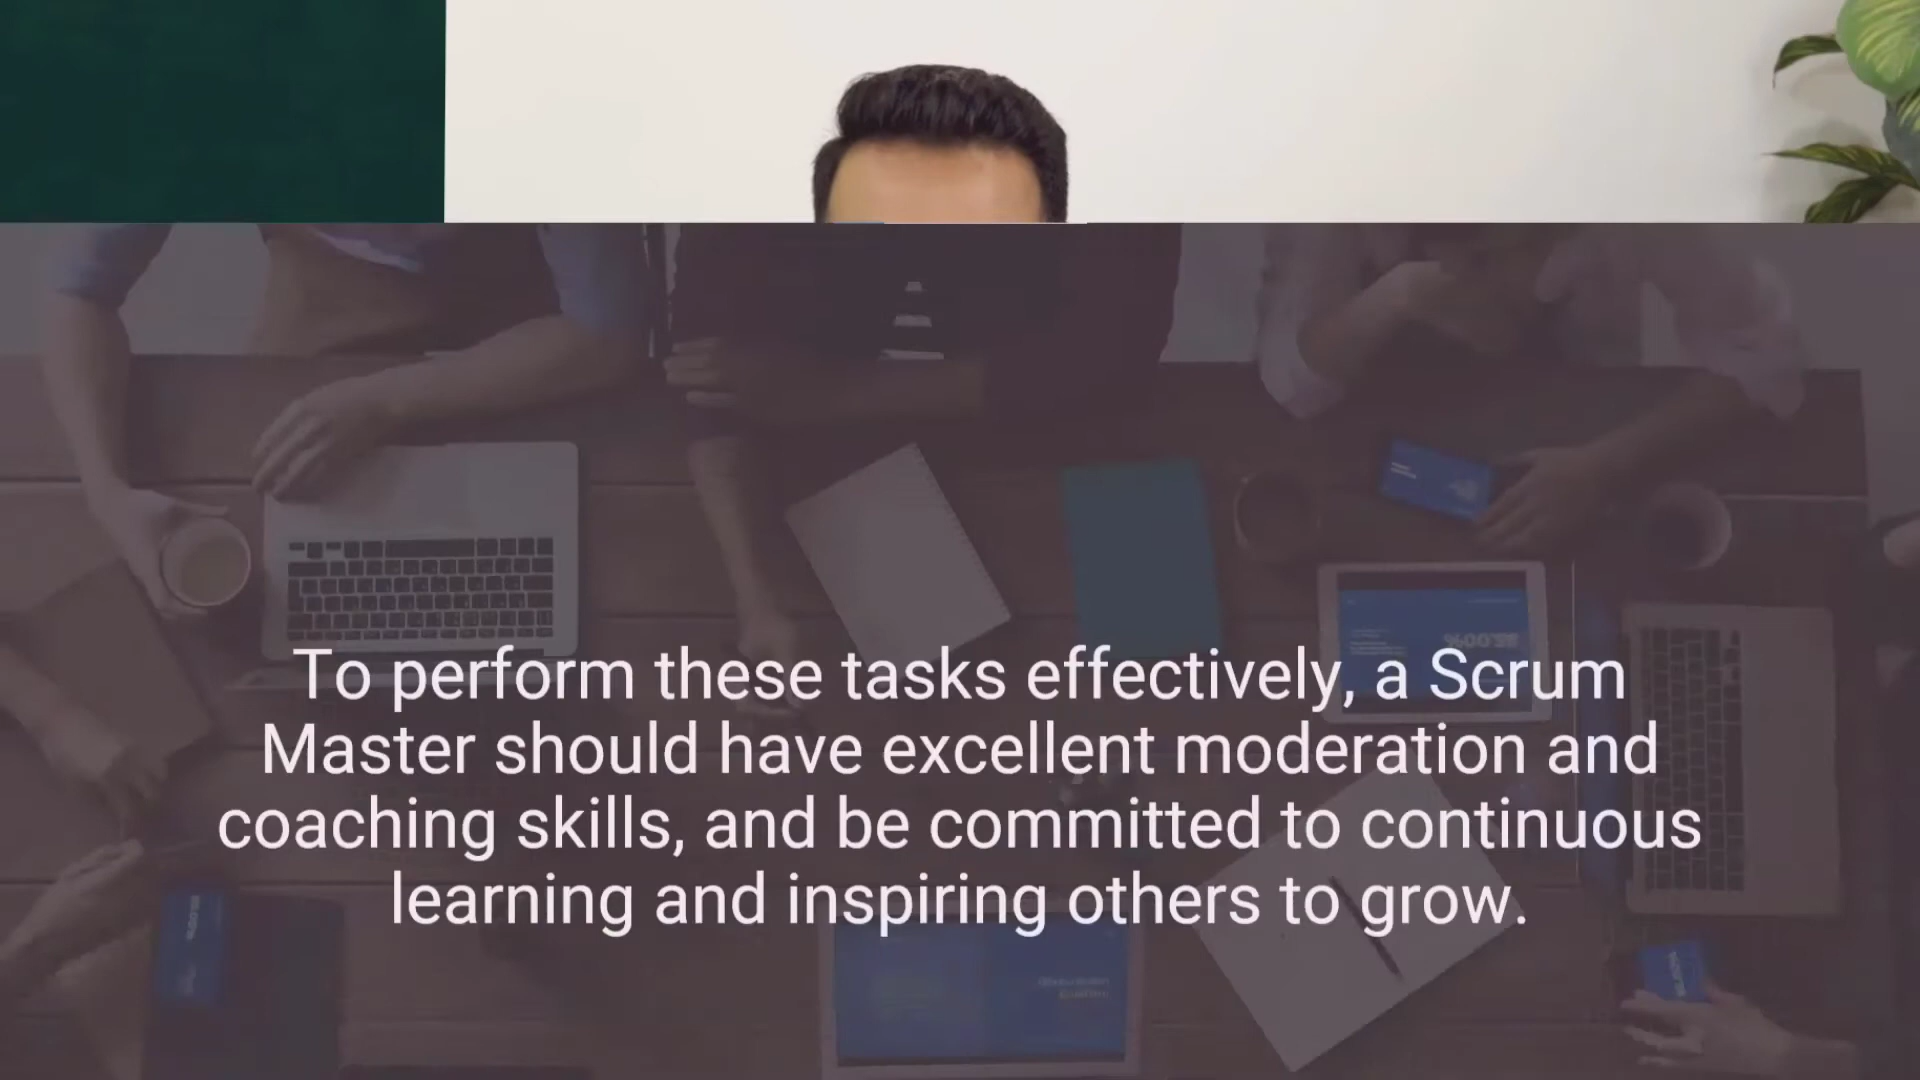 To perform these tasks effectively, a Scrum
Master should have excellent moderation and
coaching skills, and be committed to continuous
learning and inspiring others to grow.